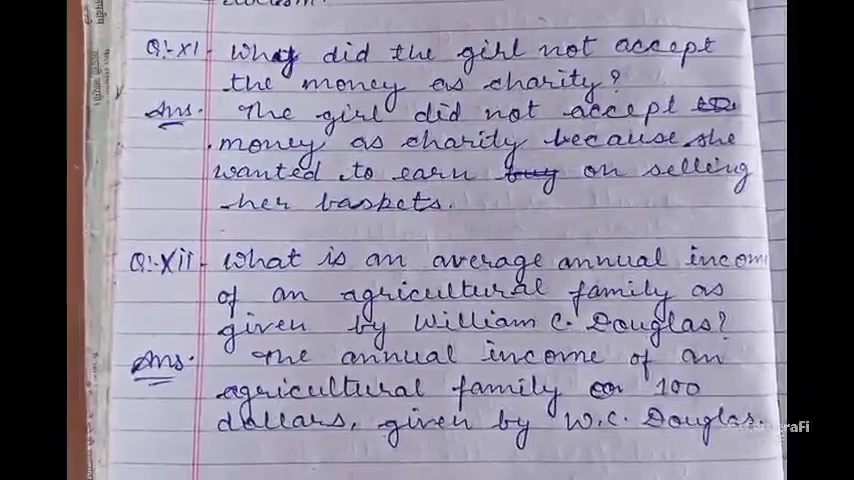 Q:-XI - Why did the girl not accept
the money as charity?
Ans. The girl did not accept
money as charity because she
wanted to earn buy on selling
her baskets.
Q:-XII - What is an average annual incom
of an agricultural family as
given by William C. Douglas?
Ans. The annual income of an
agricultural family on 100
dollars, given by W.C. Douglas.